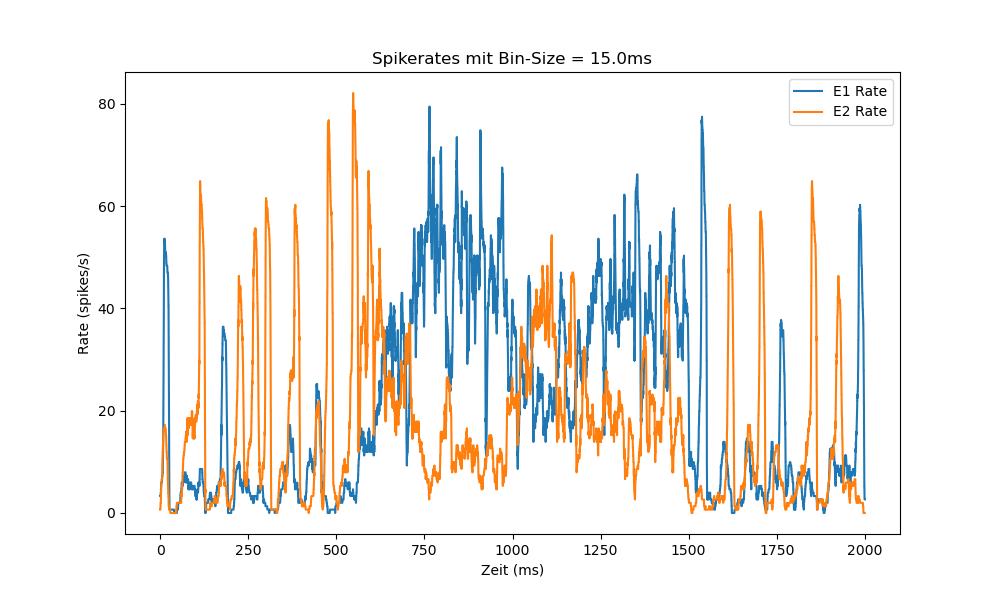 Spikerates mit Bin-Size = 15.0ms
E1 Rate
E2 Rate
Rate (spikes/s)
80
60
40
20
0
0 250 500 750 1000 1250 1500 1750 2000
Zeit (ms)